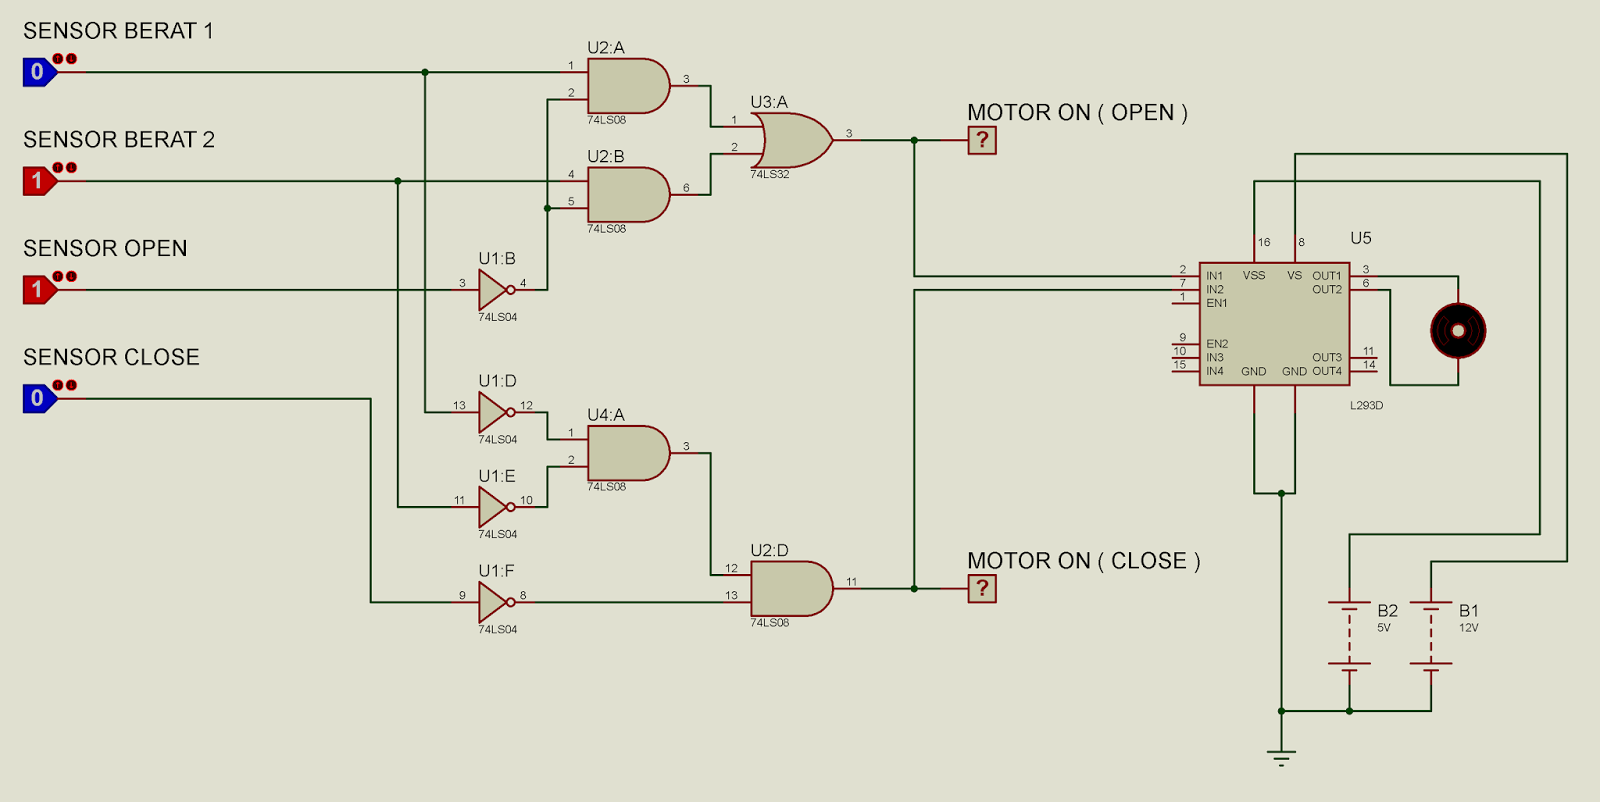 SENSOR BERAT 1
0
SENSOR BERAT 2
1
SENSOR OPEN
1
SENSOR CLOSE
0
U2:A
1
2
3
74LS08
U2:B
4
5
6
74LS08
U1:B
3
4
74LS04
U3:A
1
2
3
74LS32
MOTOR ON ( OPEN )
?
U1:D
13
12
74LS04
U1:E
11
10
74LS04
U1:F
9
8
74LS04
U4:A
1
2
3
74LS08
U2:D
12
13
11
74LS08
MOTOR ON ( CLOSE )
?
U5
16
8
2 IN1 VSS VS OUT1 3
7 IN2 OUT2 6
1 EN1
9 EN2
10 IN3 OUT3 11
15 IN4 GND GND OUT4 14
L293D
B2
5V
B1
12V